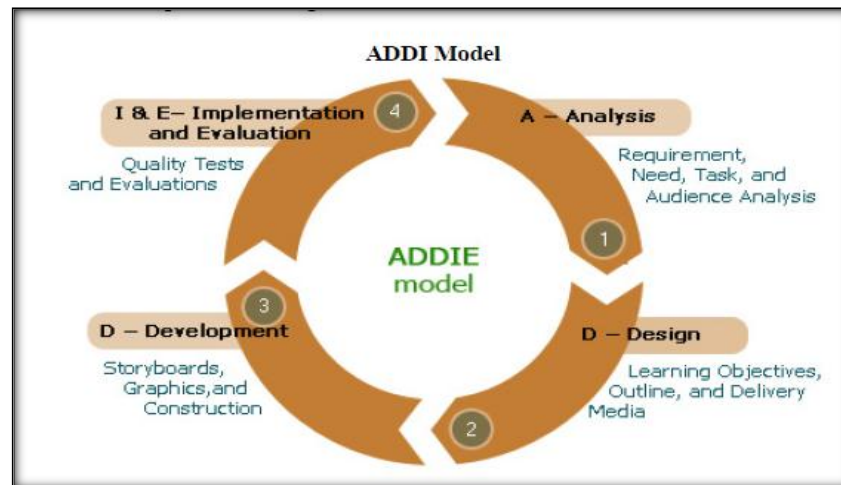 ADDI Model
I & E– Implementation
and Evaluation
Quality Tests
and Evaluations
4
A – Analysis
Requirement,
Need, Task, and
Audience Analysis
1
ADDIE
model
3
D – Development
Storyboards,
Graphics,and
Construction
D – Design
Learning Objectives,
Outline, and Delivery
Media
2